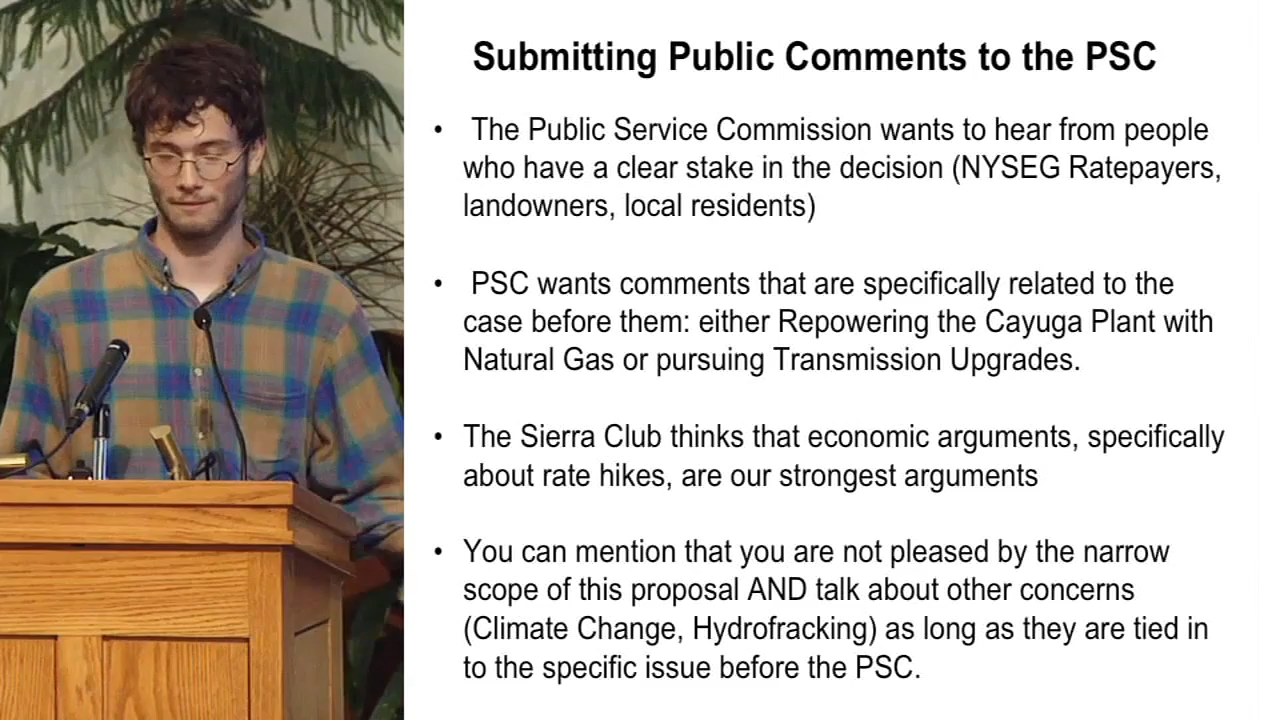 Submitting Public Comments to the PSC
• The Public Service Commission wants to hear from people
who have a clear stake in the decision (NYSEG Ratepayers,
landowners, local residents)
• PSC wants comments that are specifically related to the
case before them: either Repowering the Cayuga Plant with
Natural Gas or pursuing Transmission Upgrades.
• The Sierra Club thinks that economic arguments, specifically
about rate hikes, are our strongest arguments
• You can mention that you are not pleased by the narrow
scope of this proposal AND talk about other concerns
(Climate Change, Hydrofracking) as long as they are tied in
to the specific issue before the PSC.